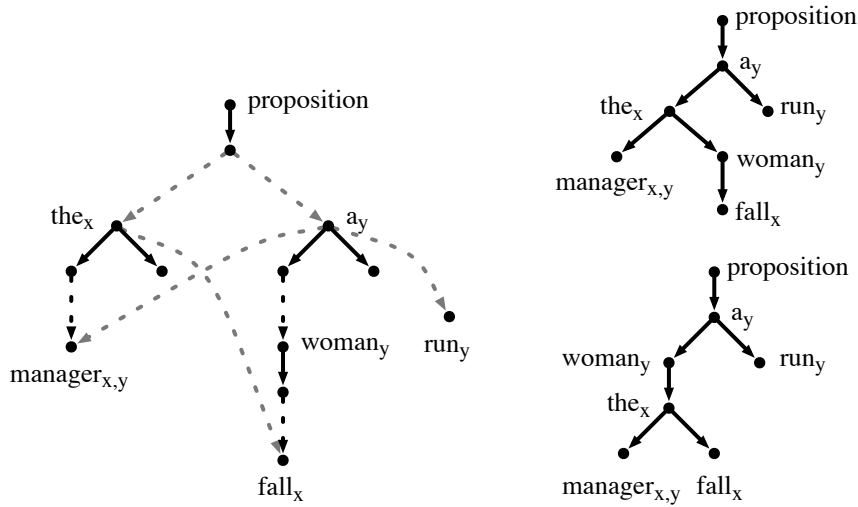 proposition
the_x
a_y
woman_y
run_y
manager_x,y
fall_x
proposition
a_y
the_x
run_y
woman_y
manager_x,y
fall_x
proposition
a_y
woman_y
run_y
the_x
manager_x,y fall_x